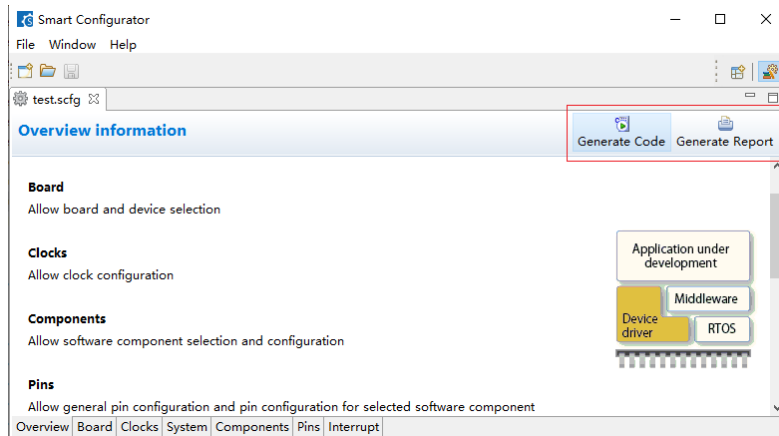 Smart Configurator
File Window Help
test.scfg
Overview information
Generate Code Generate Report
Board
Allow board and device selection
Clocks
Allow clock configuration
Components
Allow software component selection and configuration
Pins
Allow general pin configuration and pin configuration for selected software component
Application under
development
Middleware
Device
driver
RTOS
Overview Board Clocks System Components Pins Interrupt